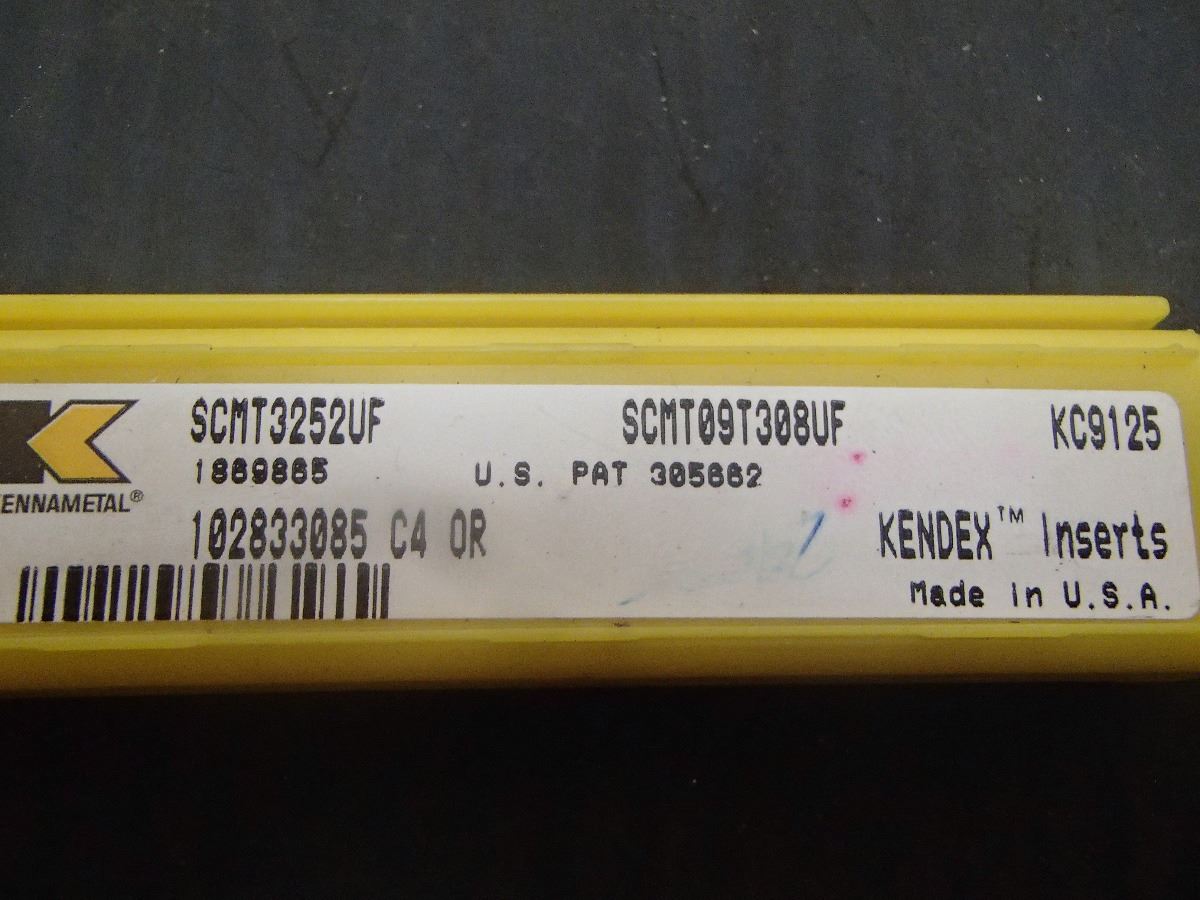 SCMT3252UF SCMT09T308UF KC9125
1869865 U.S. PAT 305662
ENNAMETAL®
102833085 C4 OR KENDEX™ Inserts
Made in U.S.A.